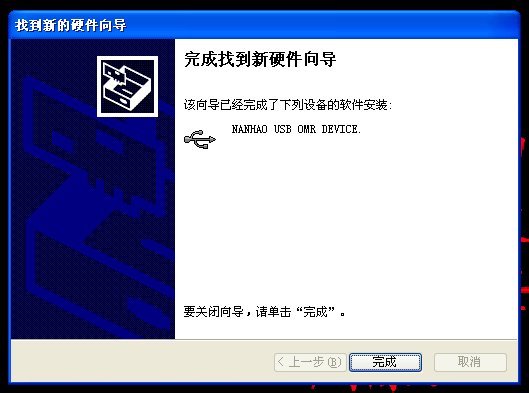 找到新的硬件向导
完成找到新硬件向导
该向导已经完成了下列设备的软件安装:
NANHAO USB OMR DEVICE.
要关闭向导，请单击“完成”。
< 上一步(B)
完成
取消